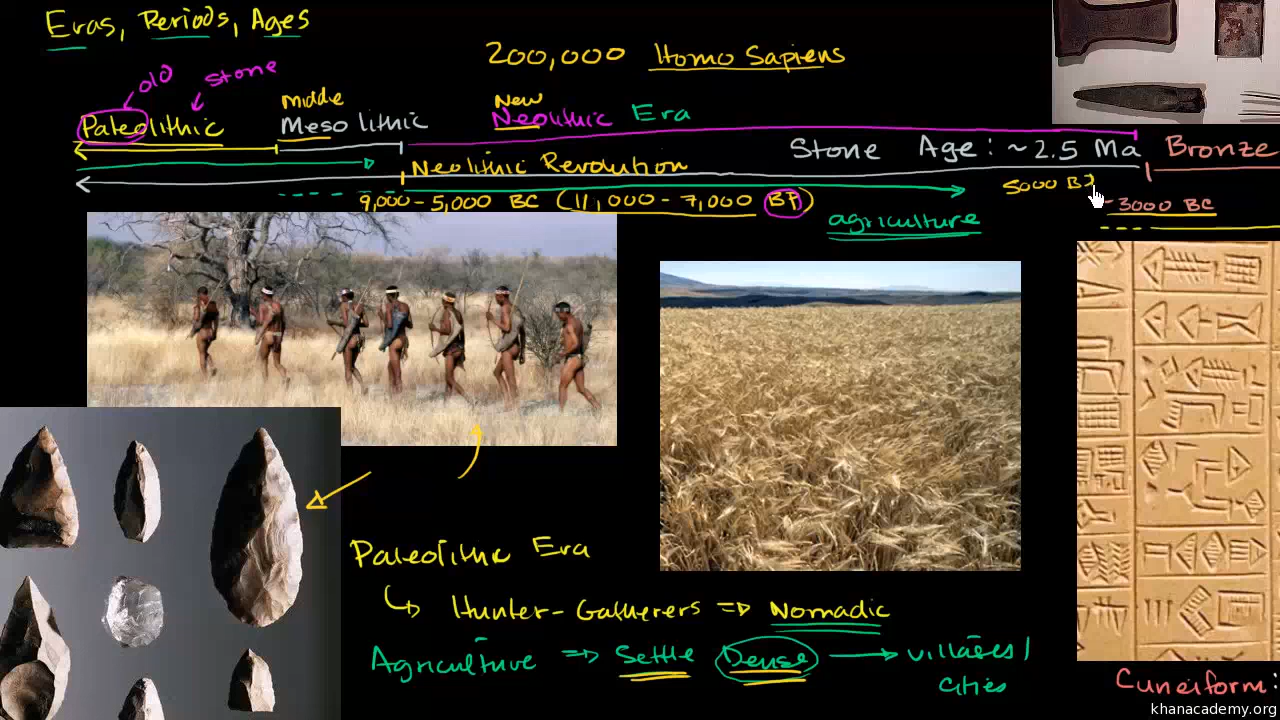 Eras, Periods, Ages
200,000 Homo Sapiens
old
Stone
Middle
New
Paleolithic
Mesolithic
Neolithic Era
Neolithic Revolution
Stone Age: ~2.5 Ma
Bronze
5000 BP
9,000-5,000 BC (11,000-7,000 BP)
~3000 BC
agriculture
Paleolithic Era
Hunter-Gatherers => Nomadic
Agriculture => Settle Dense → villages/
cities
Cuneiform:
khanacademy.org